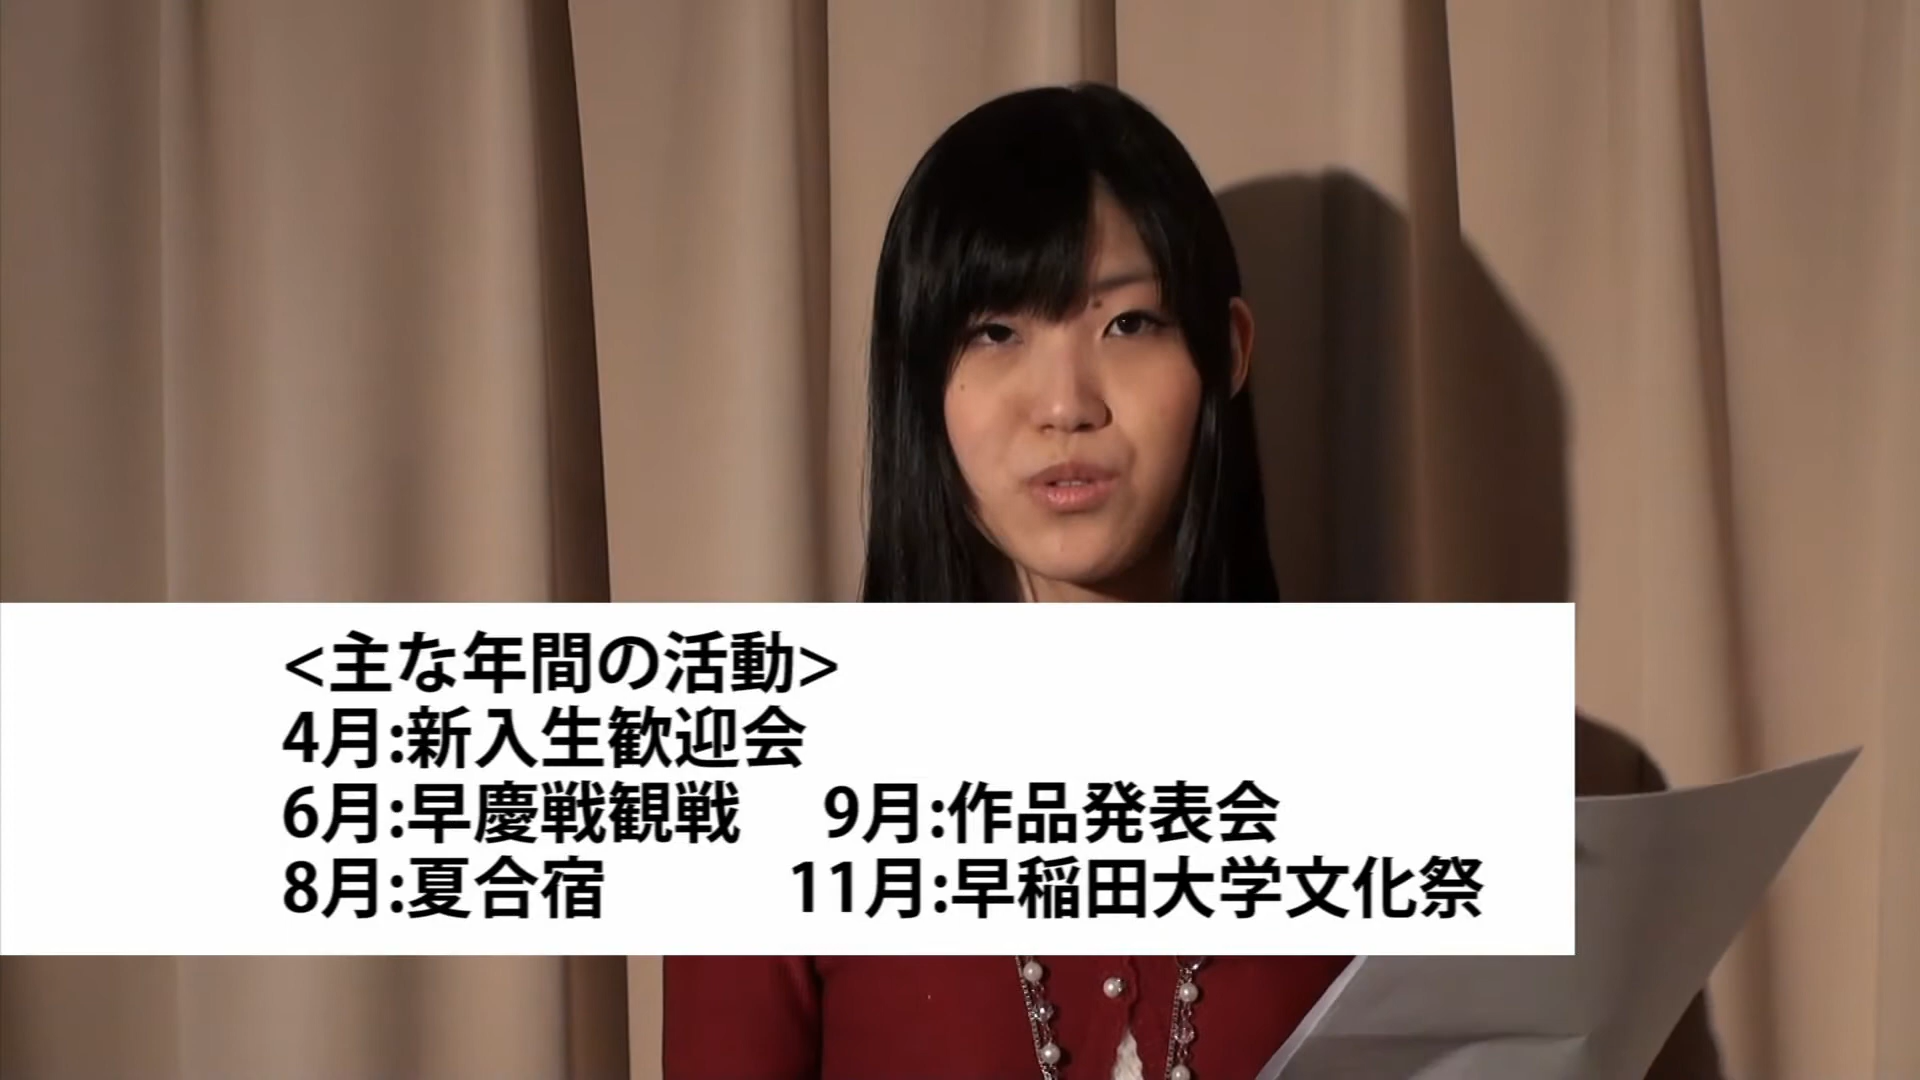 <主な年間の活動>
4月:新入生歓迎会
6月:早慶戦観戦 9月:作品発表会
8月:夏合宿 11月:早稲田大学文化祭